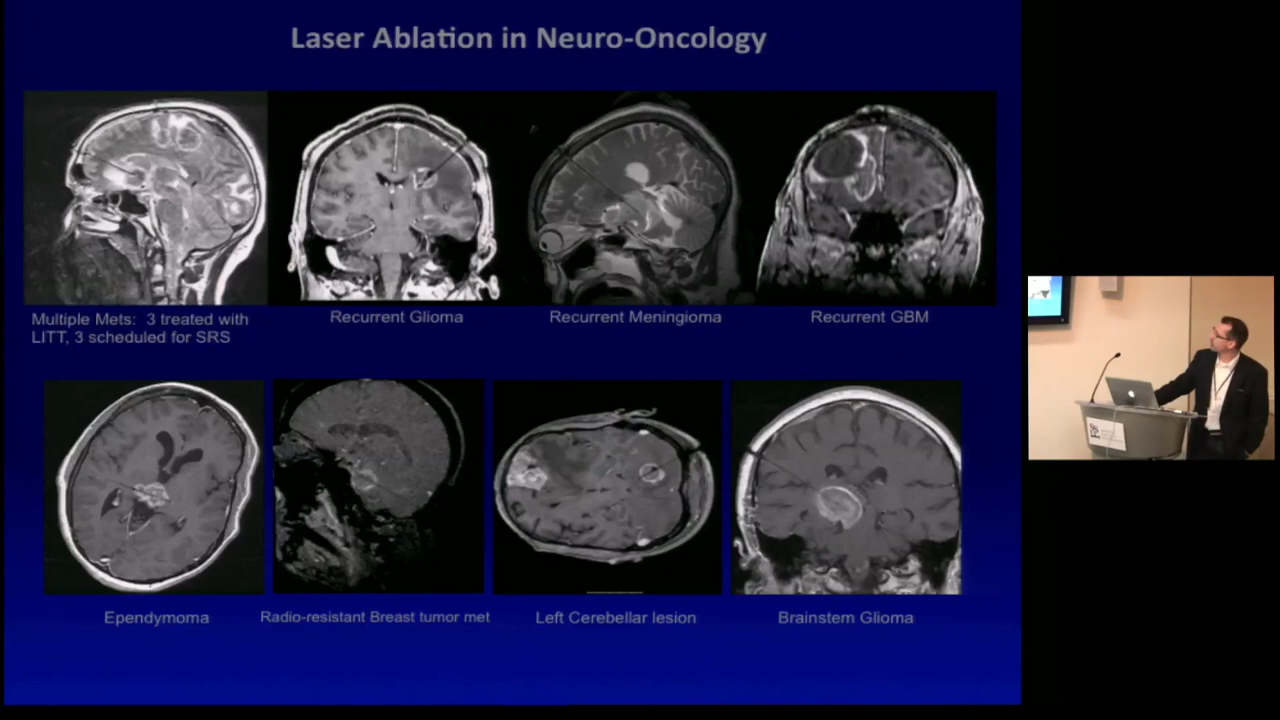 Laser Ablation in Neuro-Oncology
Multiple Mets: 3 treated with
LITT, 3 scheduled for SRS
Recurrent Glioma
Recurrent Meningioma
Recurrent GBM
Ependymoma
Radio-resistant Breast tumor met
Left Cerebellar lesion
Brainstem Glioma